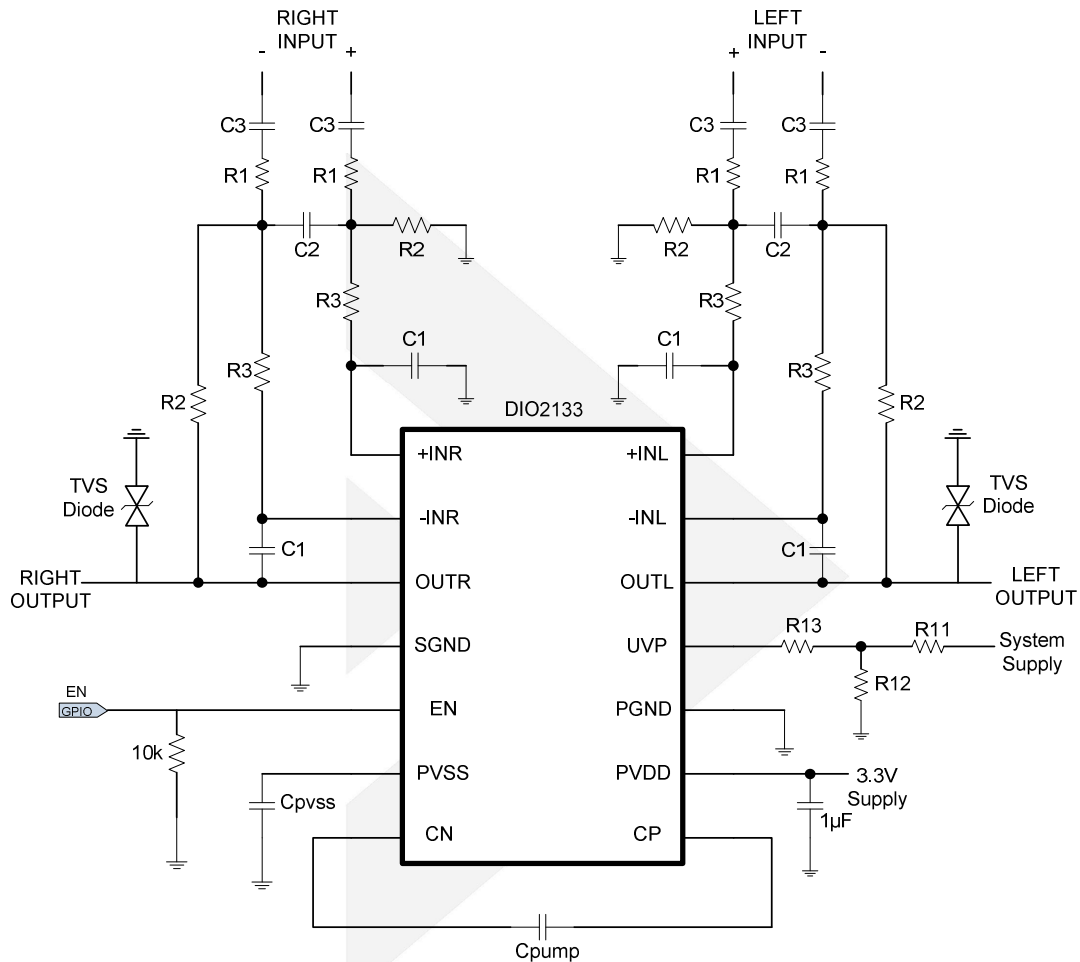 RIGHT
INPUT
LEFT
INPUT
-
+
+
-
C3
C3
C3
C3
R1
R1
R1
R1
C2
R2
R2
C2
R3
R3
C1
C1
R3
R3
R2
R2
DIO2133
TVS
Diode
TVS
Diode
+INR
+INL
-INR
-INL
C1
C1
RIGHT
OUTPUT
OUTR
OUTL
LEFT
OUTPUT
SGND
UVP
R13
R11
System
Supply
R12
EN
GPIO
EN
PGND
10k
PVSS
PVDD
3.3V
Supply
Cpvss
1µF
CN
CP
Cpump